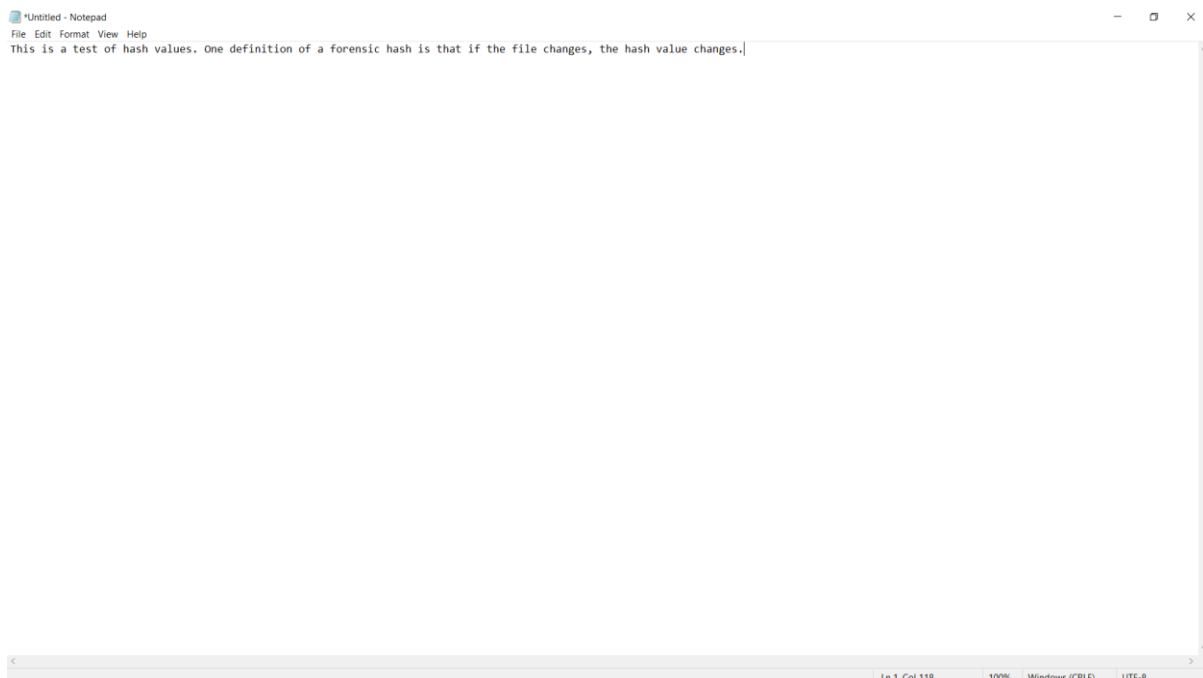 *Untitled - Notepad
File Edit Format View Help
This is a test of hash values. One definition of a forensic hash is that if the file changes, the hash value changes.
Ln 1, Col 118 100% Windows (CRLF) UTF-8